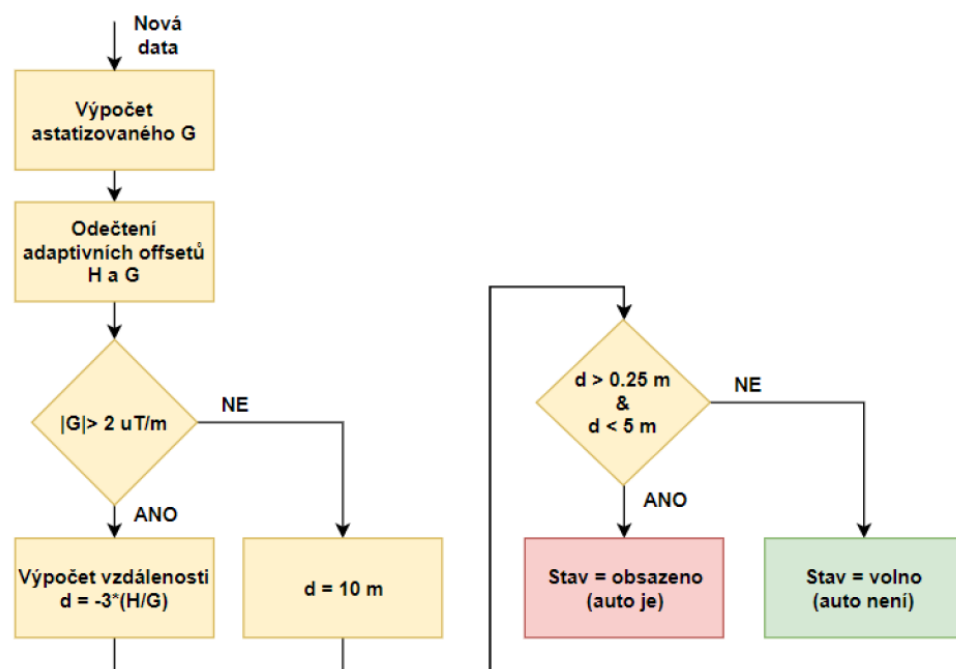 Nová
data
Výpočet
astatizovaného G
Odečtení
adaptivních offsetů
H a G
|G|> 2 uT/m
NE
ANO
Výpočet vzdálenosti
d = -3*(H/G)
d = 10 m
d > 0.25 m
&
d < 5 m
NE
ANO
Stav = obsazeno
(auto je)
Stav = volno
(auto není)